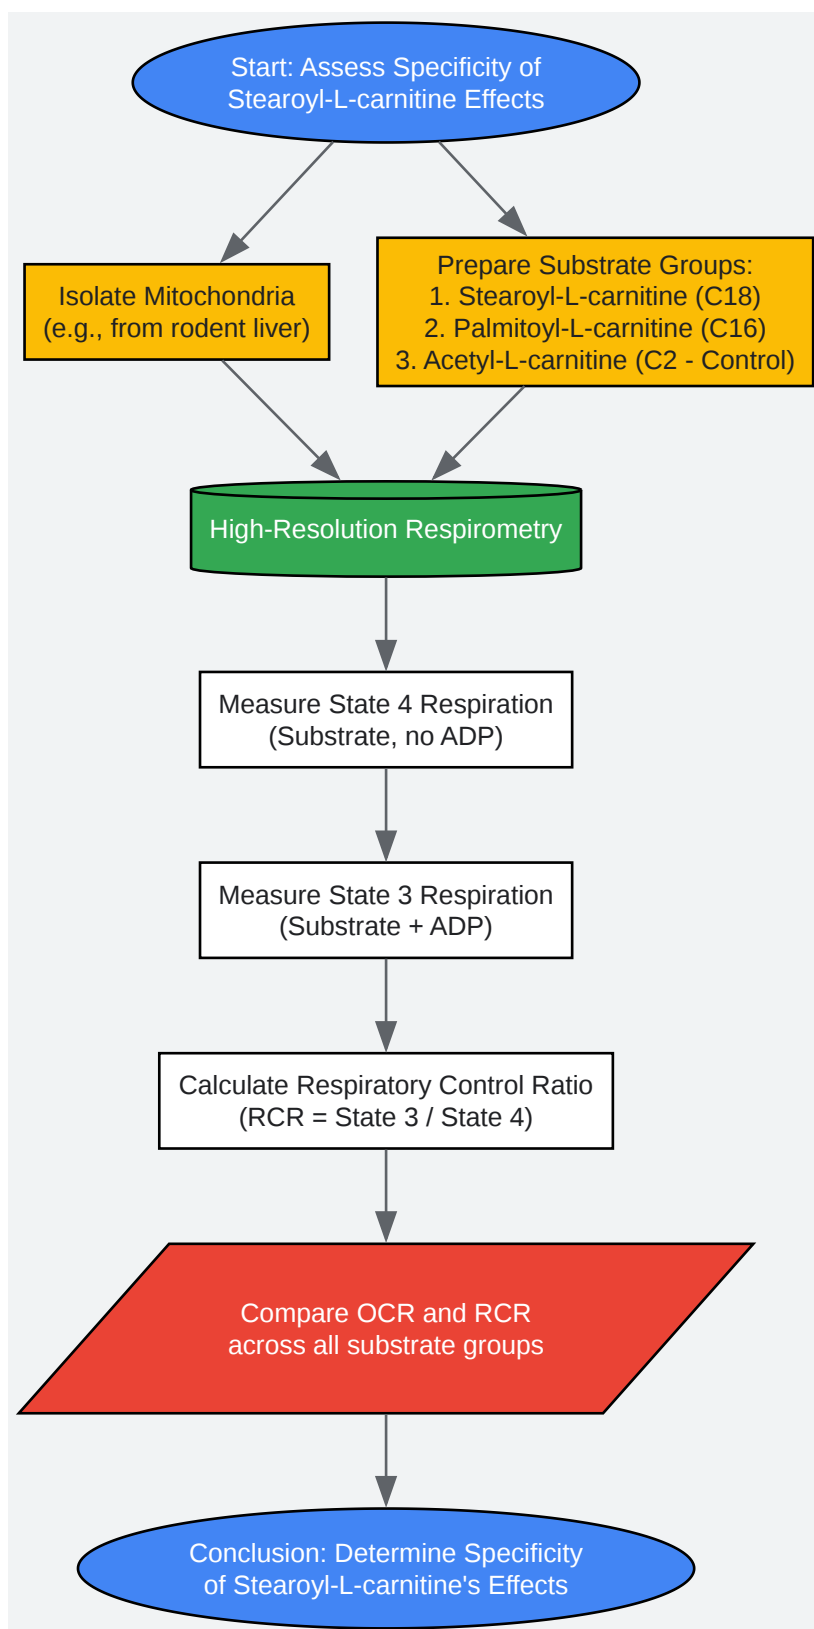 Start: Assess Specificity of
Stearoyl-L-carnitine Effects
Isolate Mitochondria
(e.g., from rodent liver)
Prepare Substrate Groups:
1. Stearoyl-L-carnitine (C18)
2. Palmitoyl-L-carnitine (C16)
3. Acetyl-L-carnitine (C2 - Control)
High-Resolution Respirometry
Measure State 4 Respiration
(Substrate, no ADP)
Measure State 3 Respiration
(Substrate + ADP)
Calculate Respiratory Control Ratio
(RCR = State 3 / State 4)
Compare OCR and RCR
across all substrate groups
Conclusion: Determine Specificity
of Stearoyl-L-carnitine's Effects